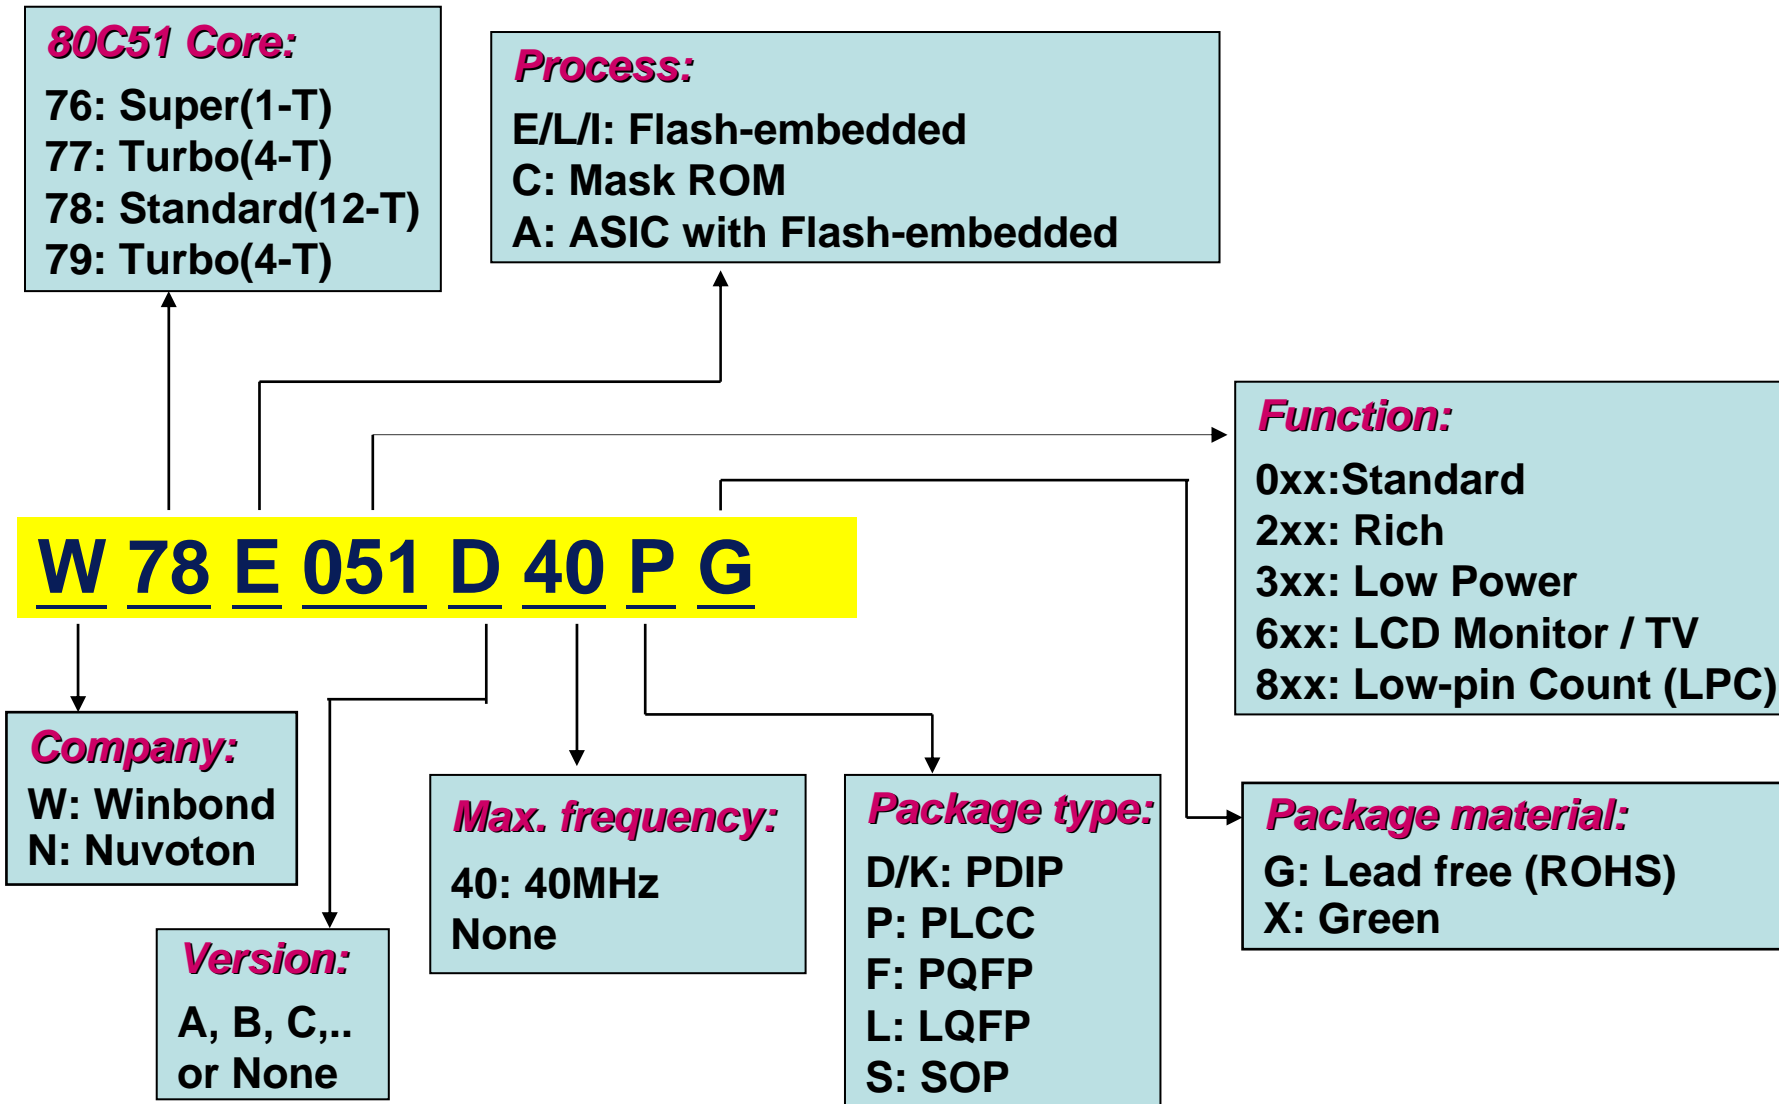 80C51 Core:
76: Super(1-T)
77: Turbo(4-T)
78: Standard(12-T)
79: Turbo(4-T)
Process:
E/L/I: Flash-embedded
C: Mask ROM
A: ASIC with Flash-embedded
Function:
0xx:Standard
2xx: Rich
3xx: Low Power
6xx: LCD Monitor / TV
8xx: Low-pin Count (LPC)
W 78 E 051 D 40 P G
Company:
W: Winbond
N: Nuvoton
Version:
A, B, C,..
or None
Max. frequency:
40: 40MHz
None
Package type:
D/K: PDIP
P: PLCC
F: PQFP
L: LQFP
S: SOP
Package material:
G: Lead free (ROHS)
X: Green